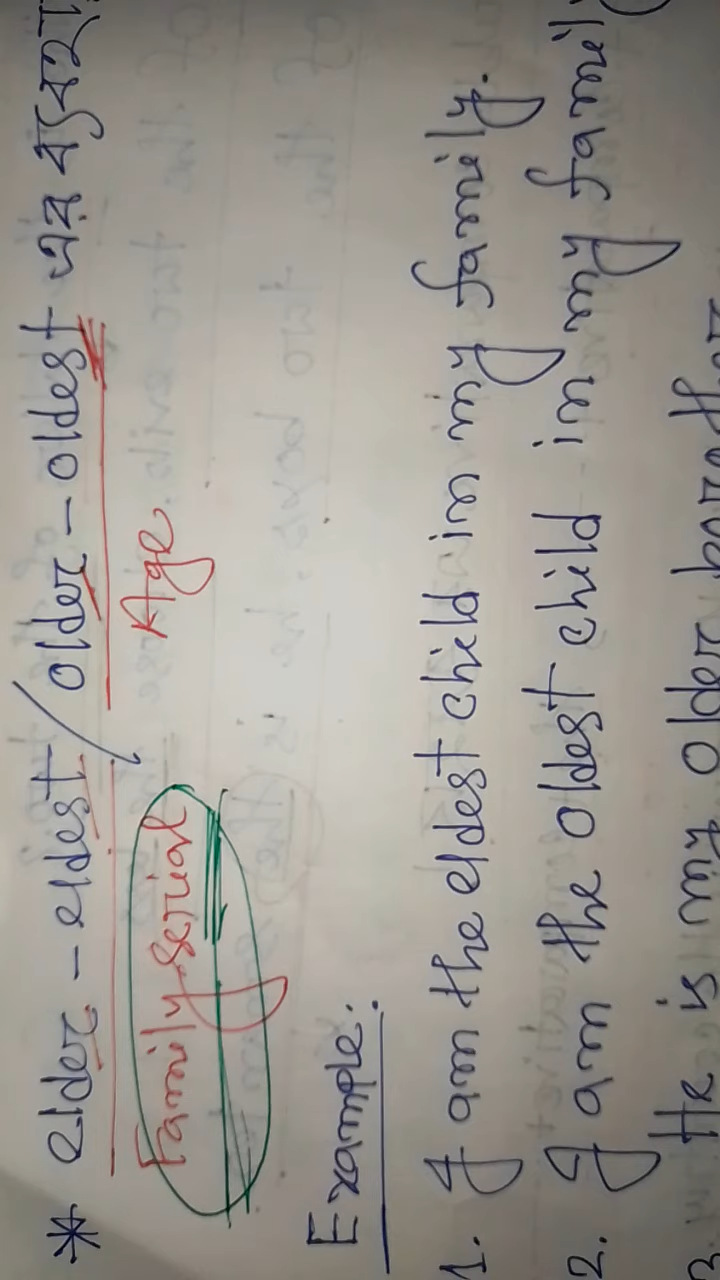 * elder - eldest / older - oldest এর ব্যবহার
Family serial Age
Example:
1. I am the eldest child in my family.
2. I am the oldest child in my family
3. He is my older brother